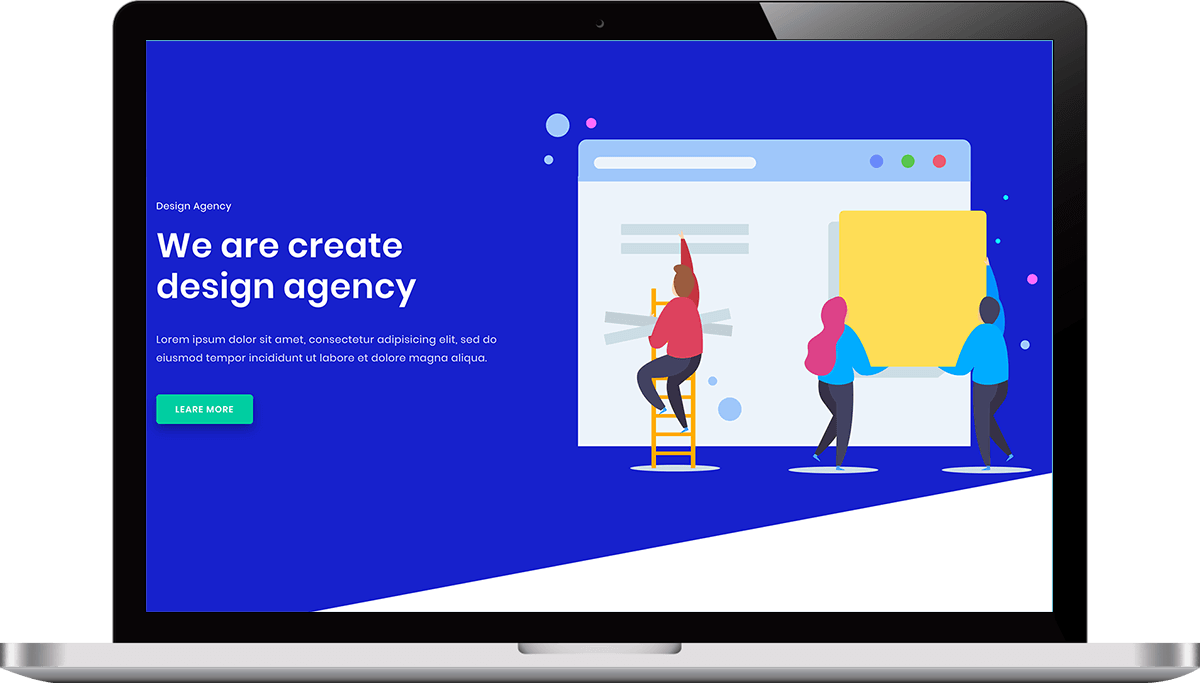 Design Agency
We are create
design agency
Lorem ipsum dolor sit amet, consectetur adipisicing elit, sed do
eiusmod tempor incididunt ut labore et dolore magna aliqua.
LEARE MORE